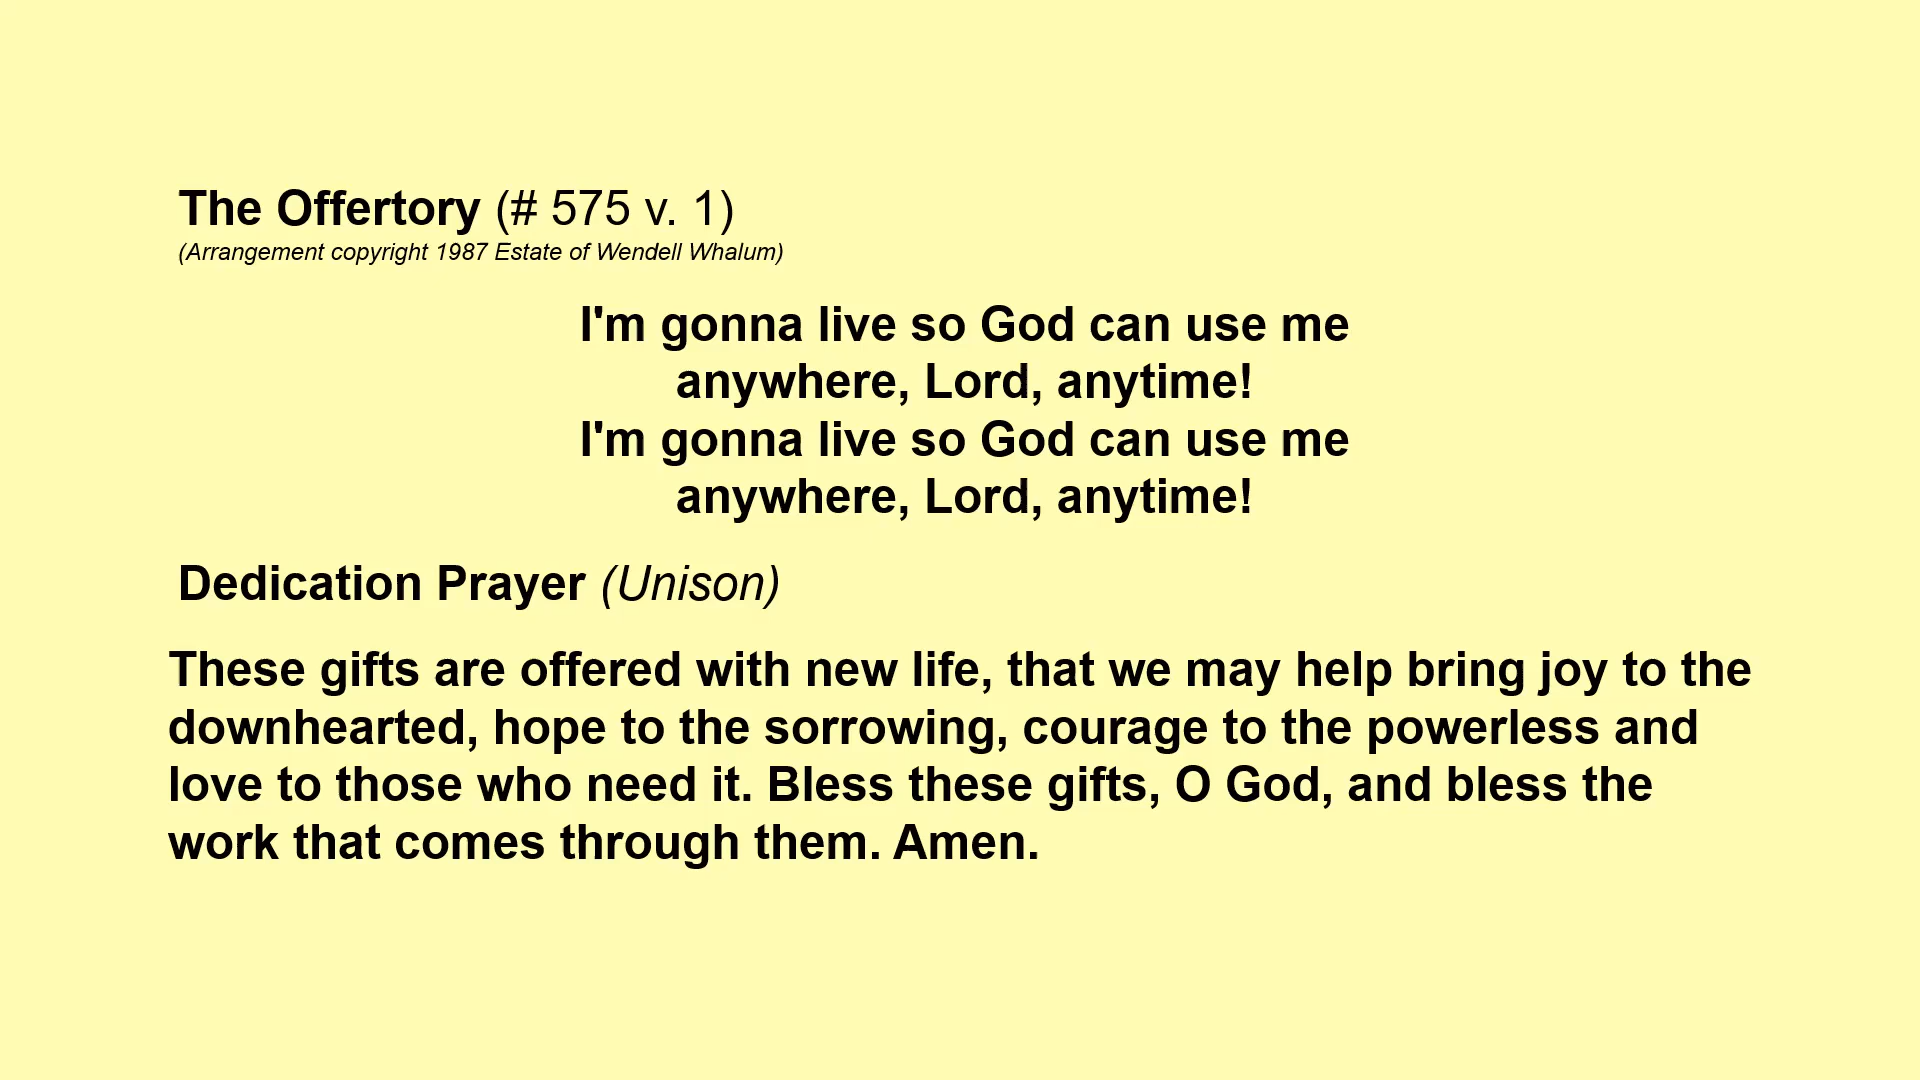 The Offertory (# 575 v. 1)
(Arrangement copyright 1987 Estate of Wendell Whalum)
I'm gonna live so God can use me
anywhere, Lord, anytime!
I'm gonna live so God can use me
anywhere, Lord, anytime!
Dedication Prayer (Unison)
These gifts are offered with new life, that we may help bring joy to the
downhearted, hope to the sorrowing, courage to the powerless and
love to those who need it. Bless these gifts, O God, and bless the
work that comes through them. Amen.